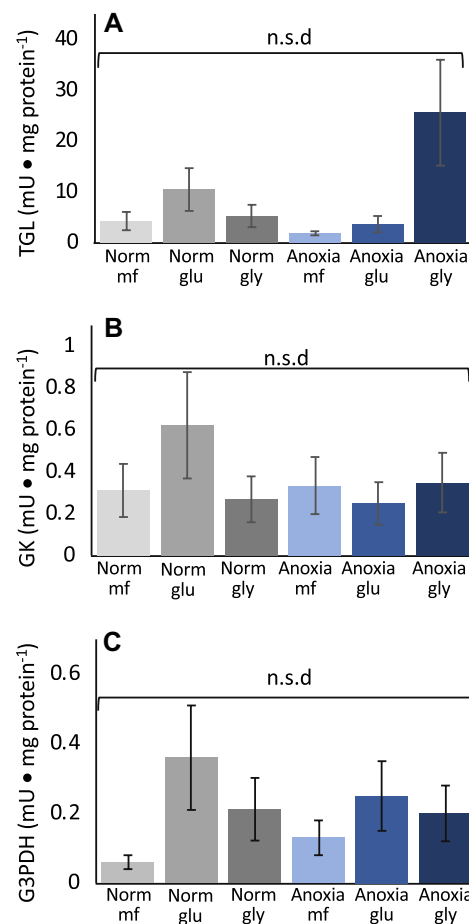 A
n.s.d
TGL (mU • mg protein⁻¹)
40
30
20
10
0
Norm mf
Norm glu
Norm gly
Anoxia mf
Anoxia glu
Anoxia gly
B
n.s.d
GK (mU • mg protein⁻¹)
1
0.8
0.6
0.4
0.2
0
Norm mf
Norm glu
Norm gly
Anoxia mf
Anoxia glu
Anoxia gly
C
n.s.d
G3PDH (mU • mg protein⁻¹)
0.6
0.4
0.2
0
Norm mf
Norm glu
Norm gly
Anoxia mf
Anoxia glu
Anoxia gly